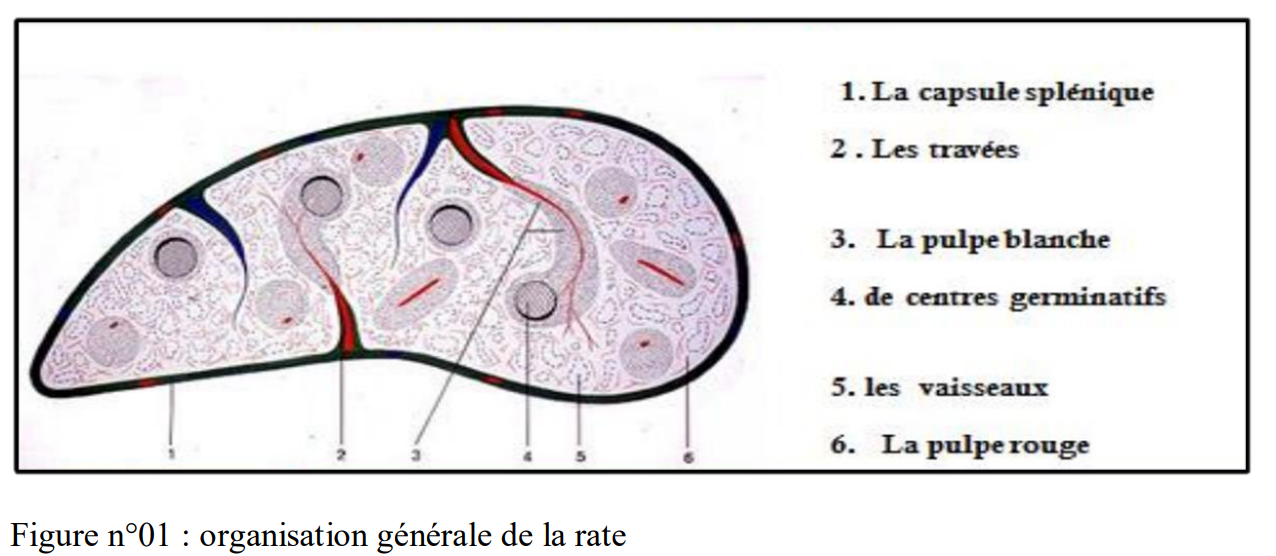 1. La capsule splénique
2 . Les travées
3. La pulpe blanche
4. de centres germinatifs
5. les vaisseaux
6. La pulpe rouge
1 2 3 4 5 6
Figure n°01 : organisation générale de la rate